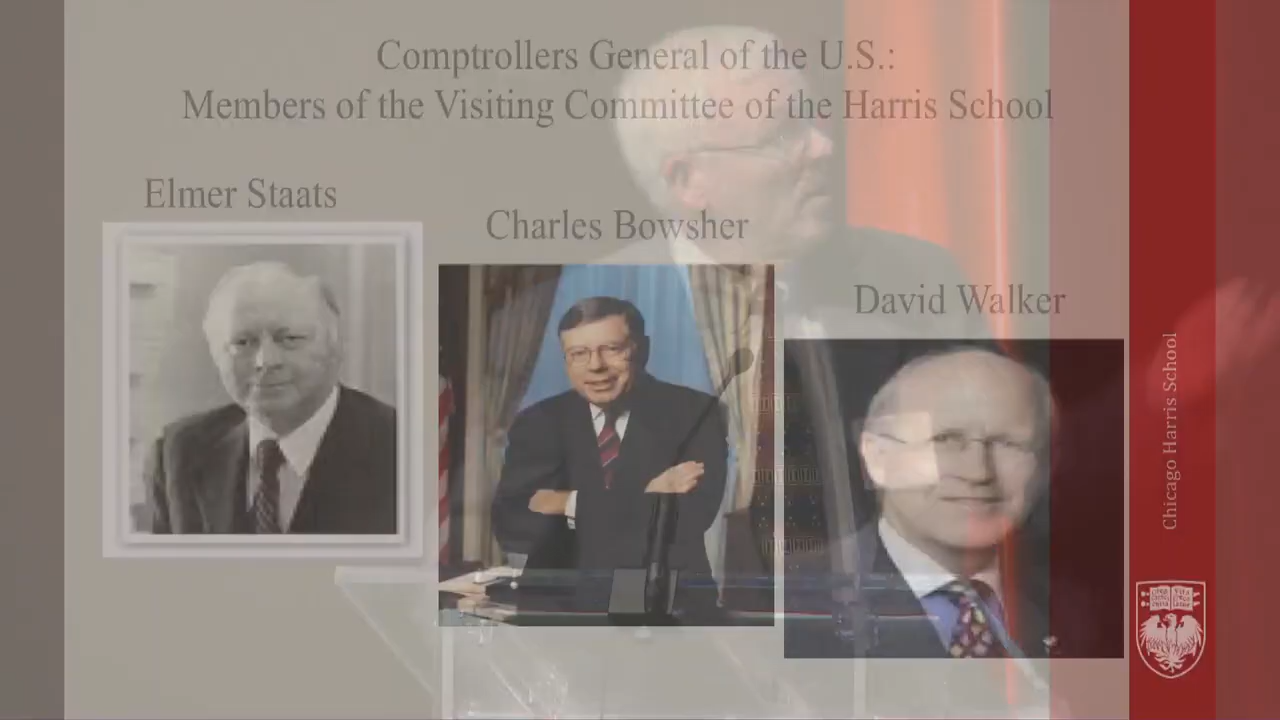 Comptrollers General of the U.S.:
Members of the Visiting Committee of the Harris School
Elmer Staats
Charles Bowsher
David Walker
Chicago Harris School